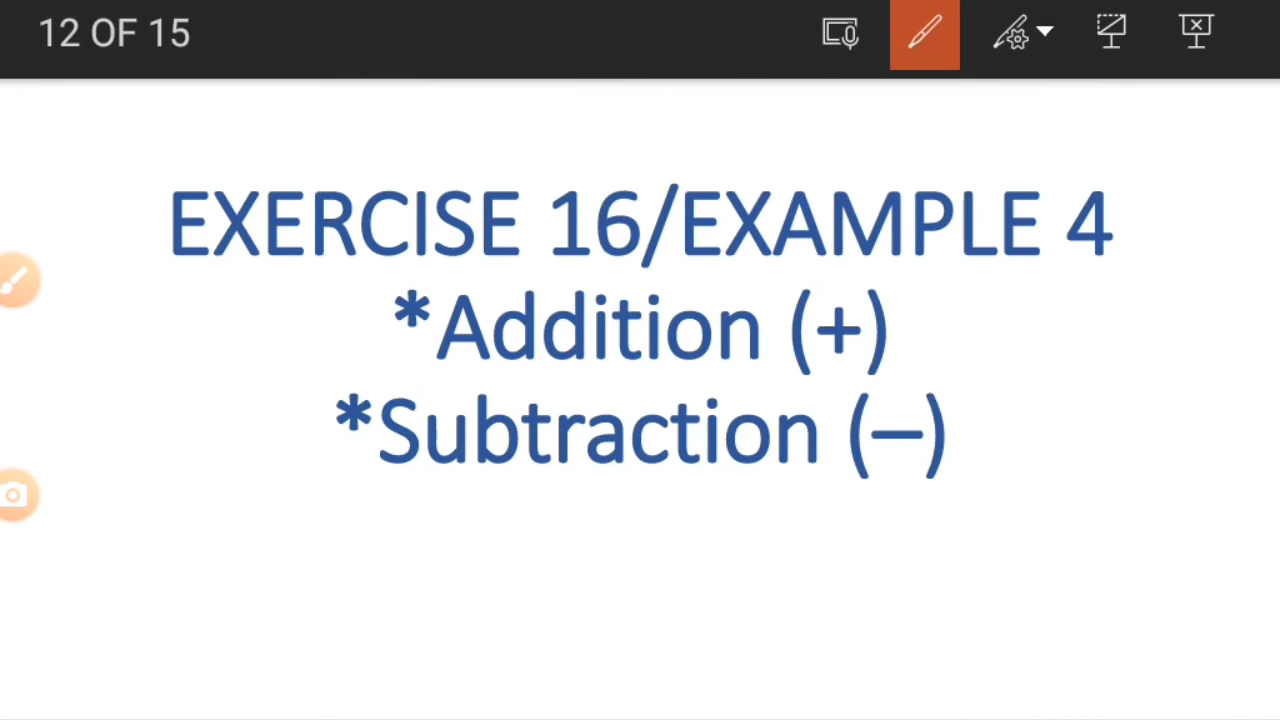 12 OF 15
EXERCISE 16/EXAMPLE 4
*Addition (+)
*Subtraction (–)